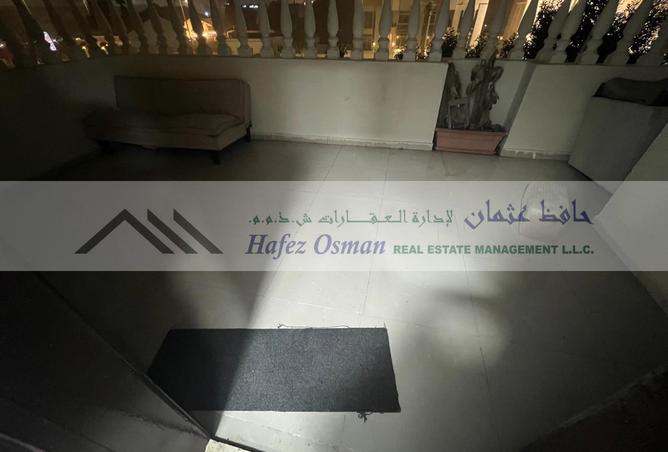 حافظ عثمان لإدارة العقارات ش.ذ.م.م.
Hafez Osman REAL ESTATE MANAGEMENT L.L.C.